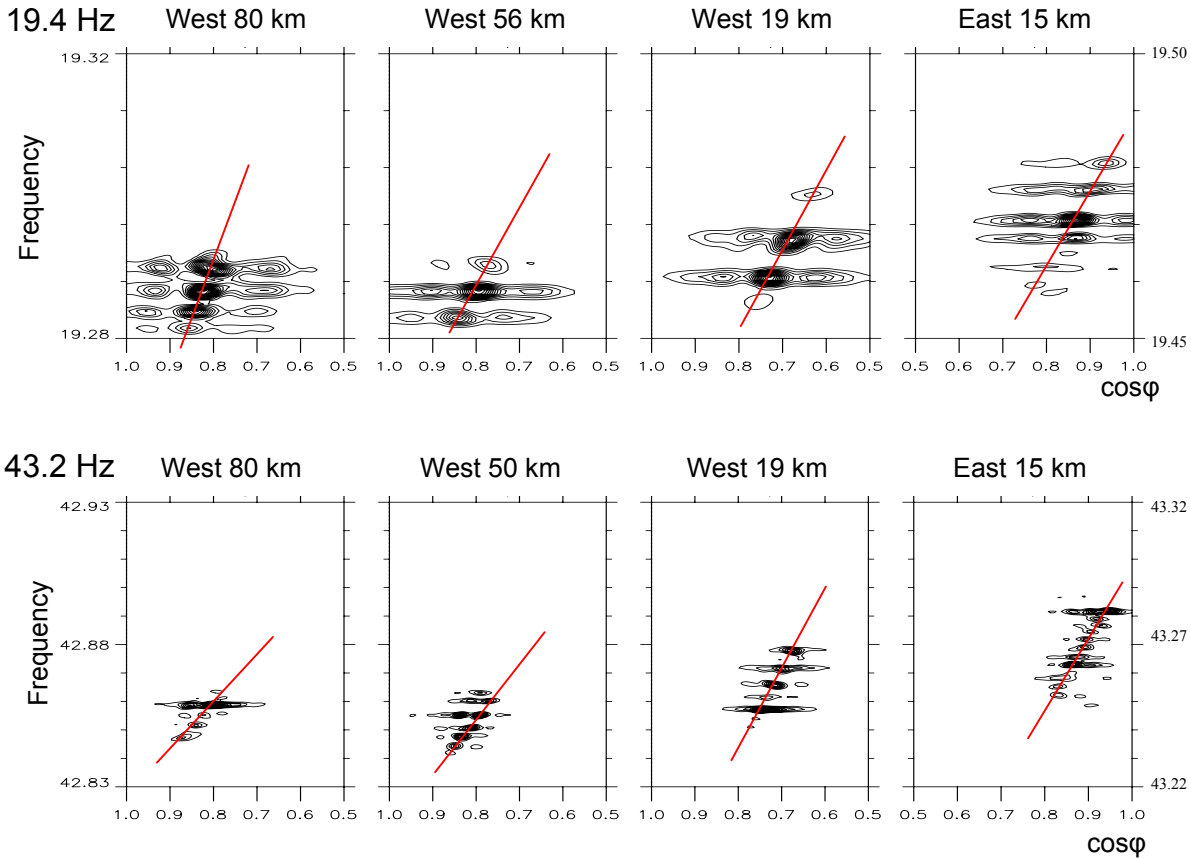 19.4 Hz West 80 km West 56 km West 19 km East 15 km
19.32 19.50
Frequency
19.28 19.45
1.0 0.9 0.8 0.7 0.6 0.5 1.0 0.9 0.8 0.7 0.6 0.5 1.0 0.9 0.8 0.7 0.6 0.5 0.5 0.6 0.7 0.8 0.9 1.0
cosφ
43.2 Hz West 80 km West 50 km West 19 km East 15 km
42.93 43.32
Frequency
42.88 43.27
42.83 43.22
1.0 0.9 0.8 0.7 0.6 0.5 1.0 0.9 0.8 0.7 0.6 0.5 1.0 0.9 0.8 0.7 0.6 0.5 0.5 0.6 0.7 0.8 0.9 1.0
cosφ